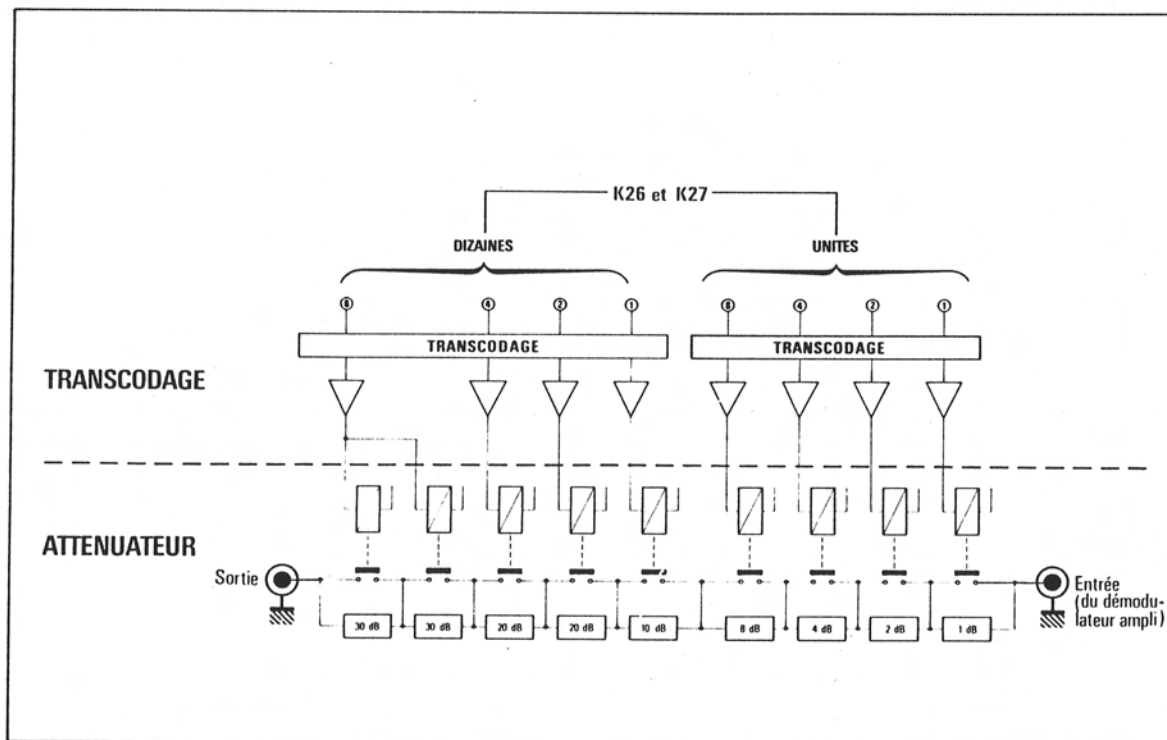 K26 et K27
DIZAINES UNITES
⑧ ④ ② ① ⑧ ④ ② ①
TRANSCODAGE TRANSCODAGE
TRANSCODAGE
ATTENUATEUR
Sortie
Entrée
(du démodu-
lateur ampli)
30 dB 30 dB 20 dB 20 dB 10 dB 8 dB 4 dB 2 dB 1 dB